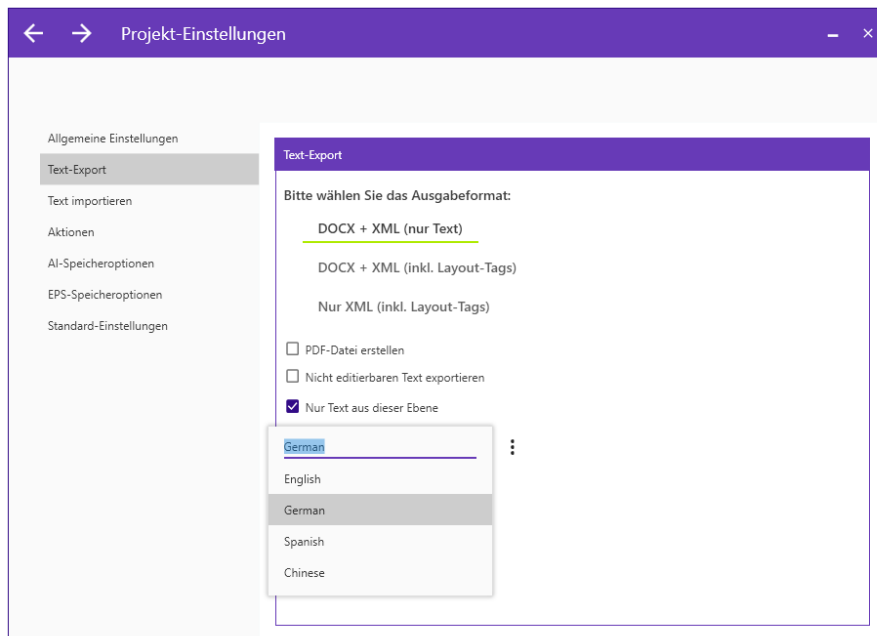 Projekt-Einstellungen
Allgemeine Einstellungen
Text-Export
Text importieren
Aktionen
AI-Speicheroptionen
EPS-Speicheroptionen
Standard-Einstellungen
Text-Export
Bitte wählen Sie das Ausgabeformat:
DOCX + XML (nur Text)
DOCX + XML (inkl. Layout-Tags)
Nur XML (inkl. Layout-Tags)
PDF-Datei erstellen
Nicht editierbaren Text exportieren
Nur Text aus dieser Ebene
German
English
German
Spanish
Chinese